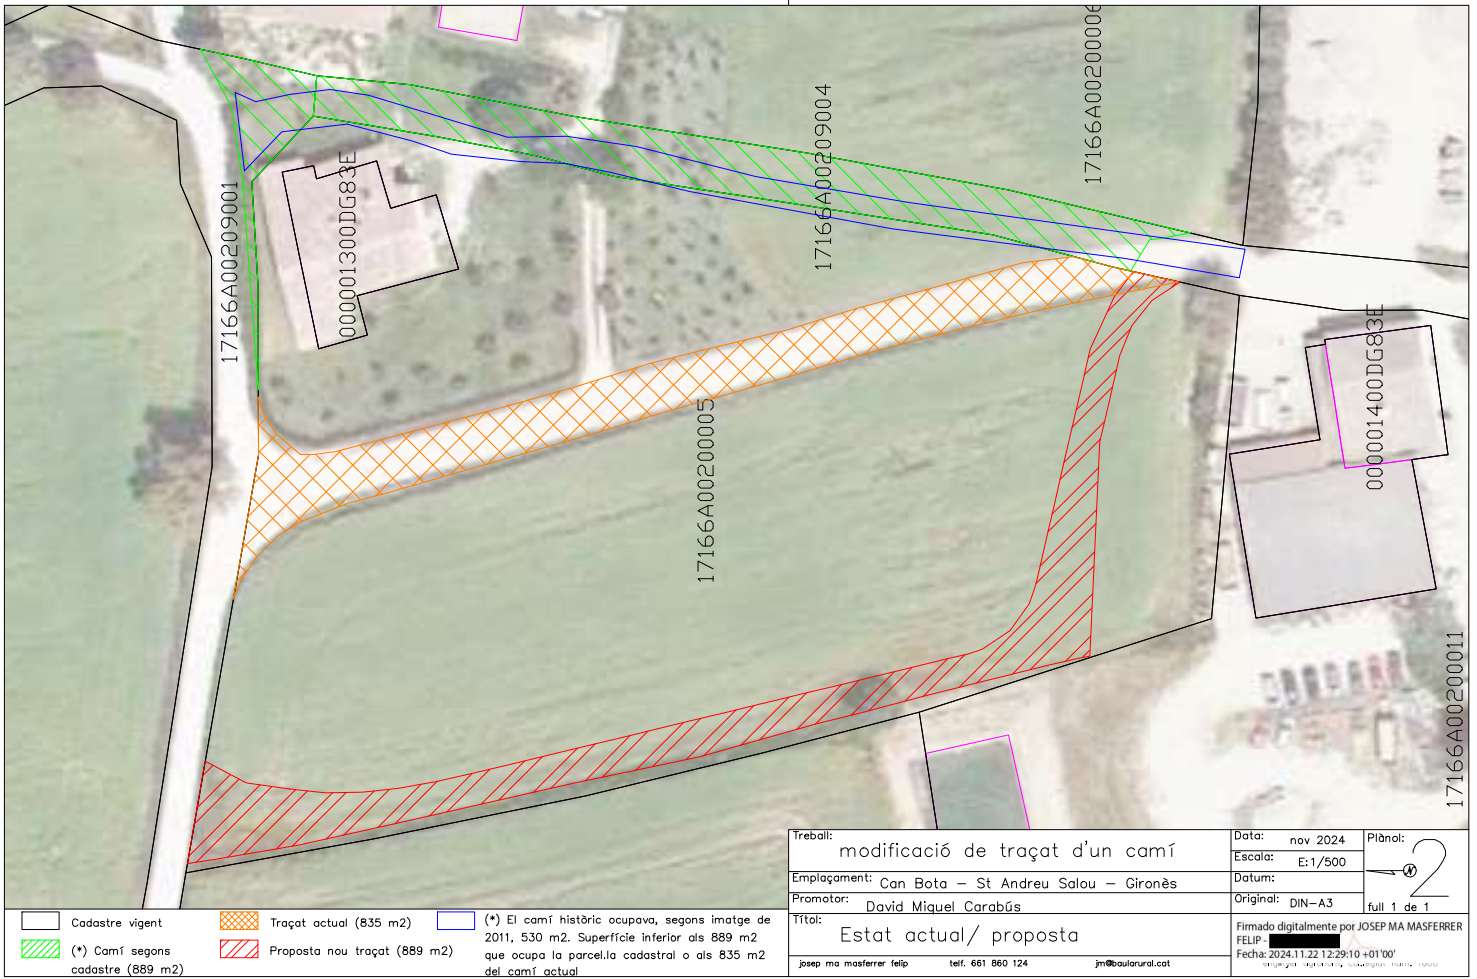 17166A00209001
000001300DG83E
17166A00209004
17166A00200005
000001400DG83E
17166A00200011
Cadastre vigent
(*) Camí segons
cadastre (889 m2)
Traçat actual (835 m2)
Proposta nou traçat (889 m2)
(*) El camí històric ocupava, segons imatge de
2011, 530 m2. Superfície inferior als 889 m2
que ocupa la parcel.la cadastral o als 835 m2
del camí actual
Treball:
modificació de traçat d'un camí
Emplaçament: Can Bota – St Andreu Salou – Gironès
Promotor: David Miquel Carabús
Títol:
Estat actual/ proposta
josep ma masferrer felip telf. 661 860 124 jm@baularural.cat
Data: nov 2024
Escala: E:1/500
Datum:
Original: DIN–A3
Plànol:
N
2
full 1 de 1
Firmado digitalmente por JOSEP MA MASFERRER
FELIP -
Fecha: 2024.11.22 12:29:10 +01'00'